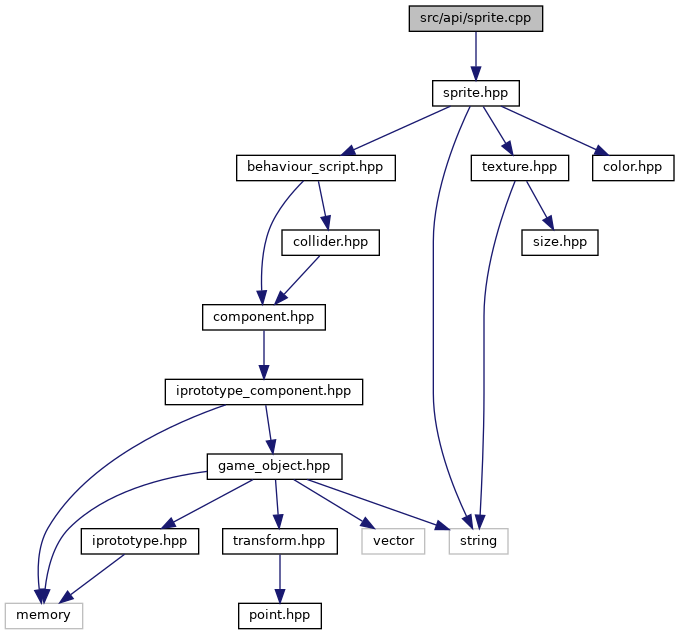 src/api/sprite.cpp
sprite.hpp
behaviour_script.hpp
texture.hpp
color.hpp
collider.hpp
size.hpp
component.hpp
iprototype_component.hpp
game_object.hpp
iprototype.hpp
transform.hpp
vector
string
memory
point.hpp